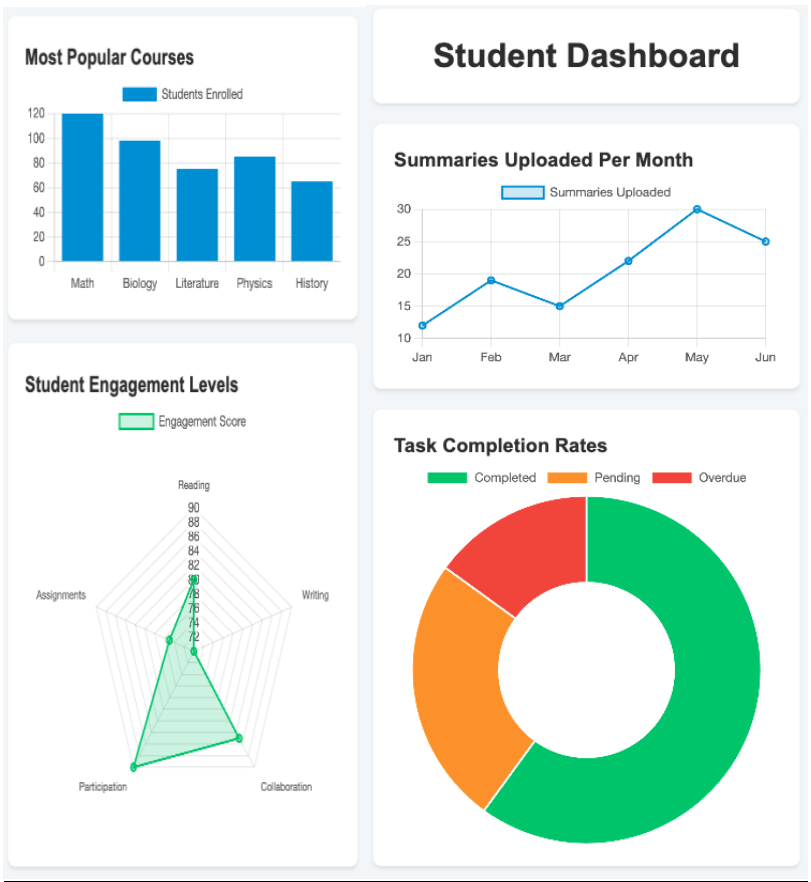 Student Dashboard
Most Popular Courses
Students Enrolled
120
100
80
60
40
20
0
Math Biology Literature Physics History
Summaries Uploaded Per Month
Summaries Uploaded
30
25
20
15
10
Jan Feb Mar Apr May Jun
Student Engagement Levels
Engagement Score
Reading
90
88
86
84
82
80
78
76
74
72
Assignments Writing
Participation Collaboration
Task Completion Rates
Completed Pending Overdue